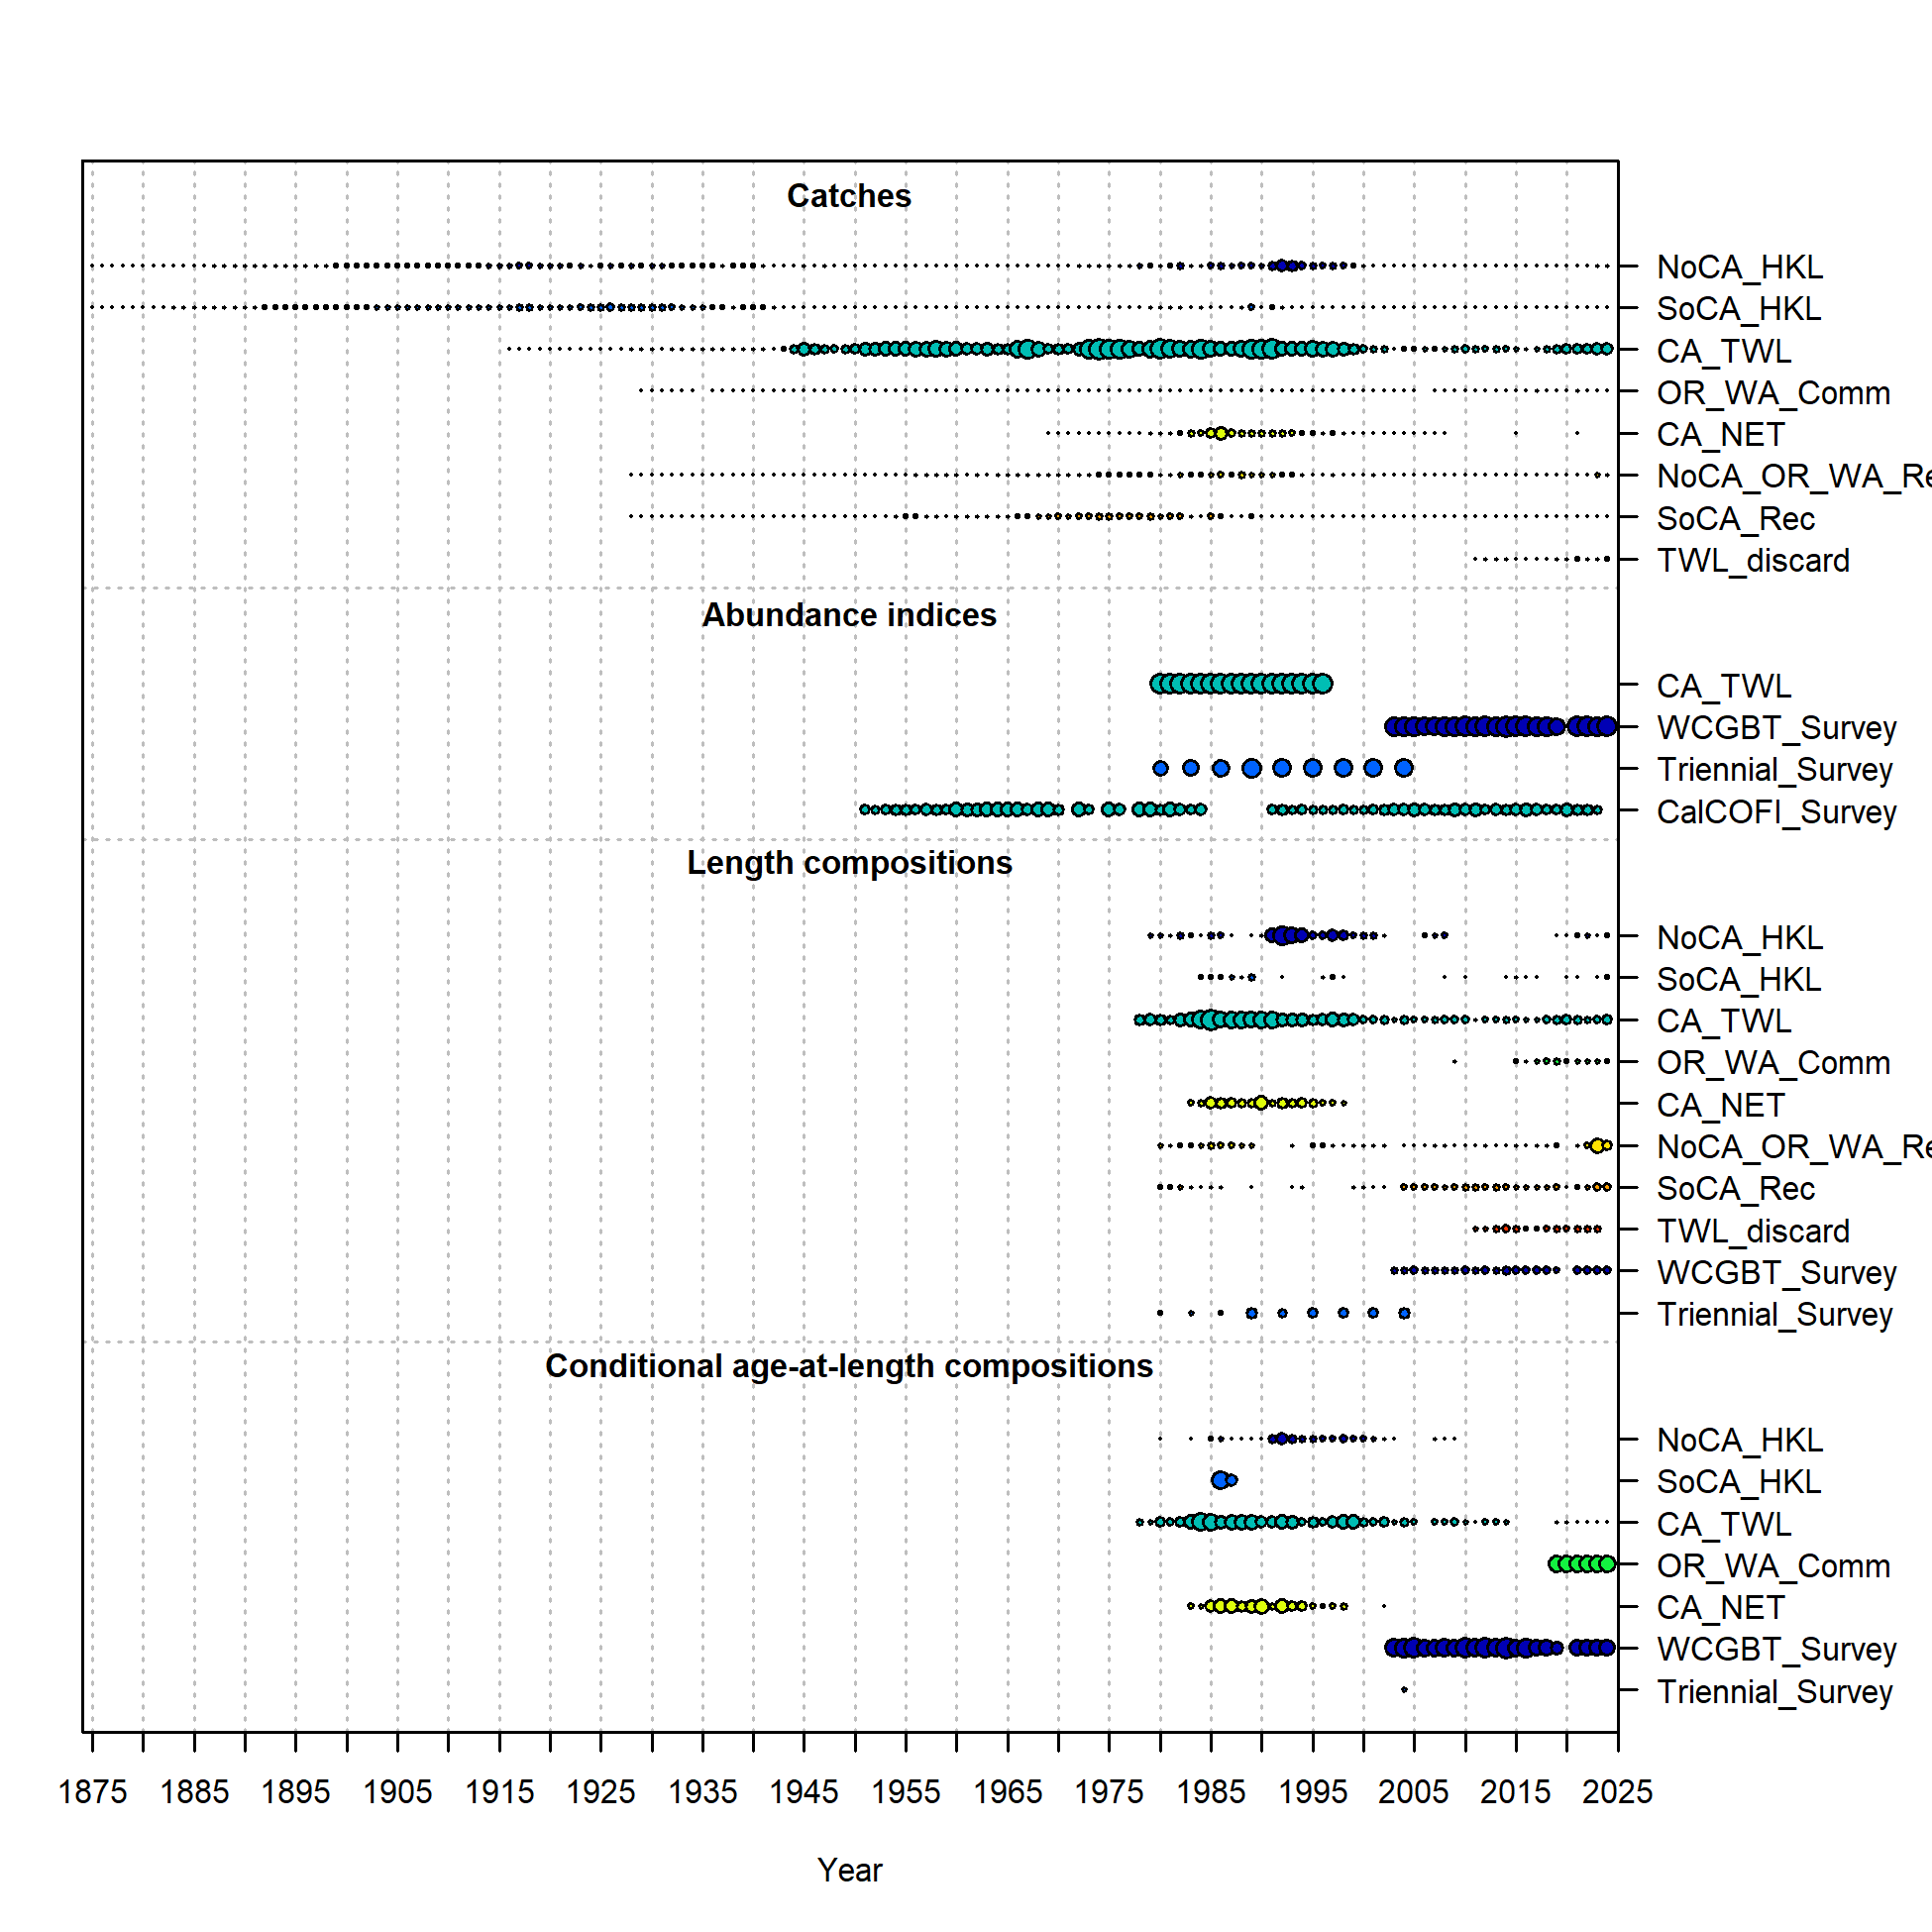 Catches
NoCA_HKL
SoCA_HKL
CA_TWL
OR_WA_Comm
CA_NET
NoCA_OR_WA_Re
SoCA_Rec
TWL_discard
Abundance indices
CA_TWL
WCGBT_Survey
Triennial_Survey
CalCOFI_Survey
Length compositions
NoCA_HKL
SoCA_HKL
CA_TWL
OR_WA_Comm
CA_NET
NoCA_OR_WA_Re
SoCA_Rec
TWL_discard
WCGBT_Survey
Triennial_Survey
Conditional age-at-length compositions
NoCA_HKL
SoCA_HKL
CA_TWL
OR_WA_Comm
CA_NET
WCGBT_Survey
Triennial_Survey
1875 1885 1895 1905 1915 1925 1935 1945 1955 1965 1975 1985 1995 2005 2015 2025
Year